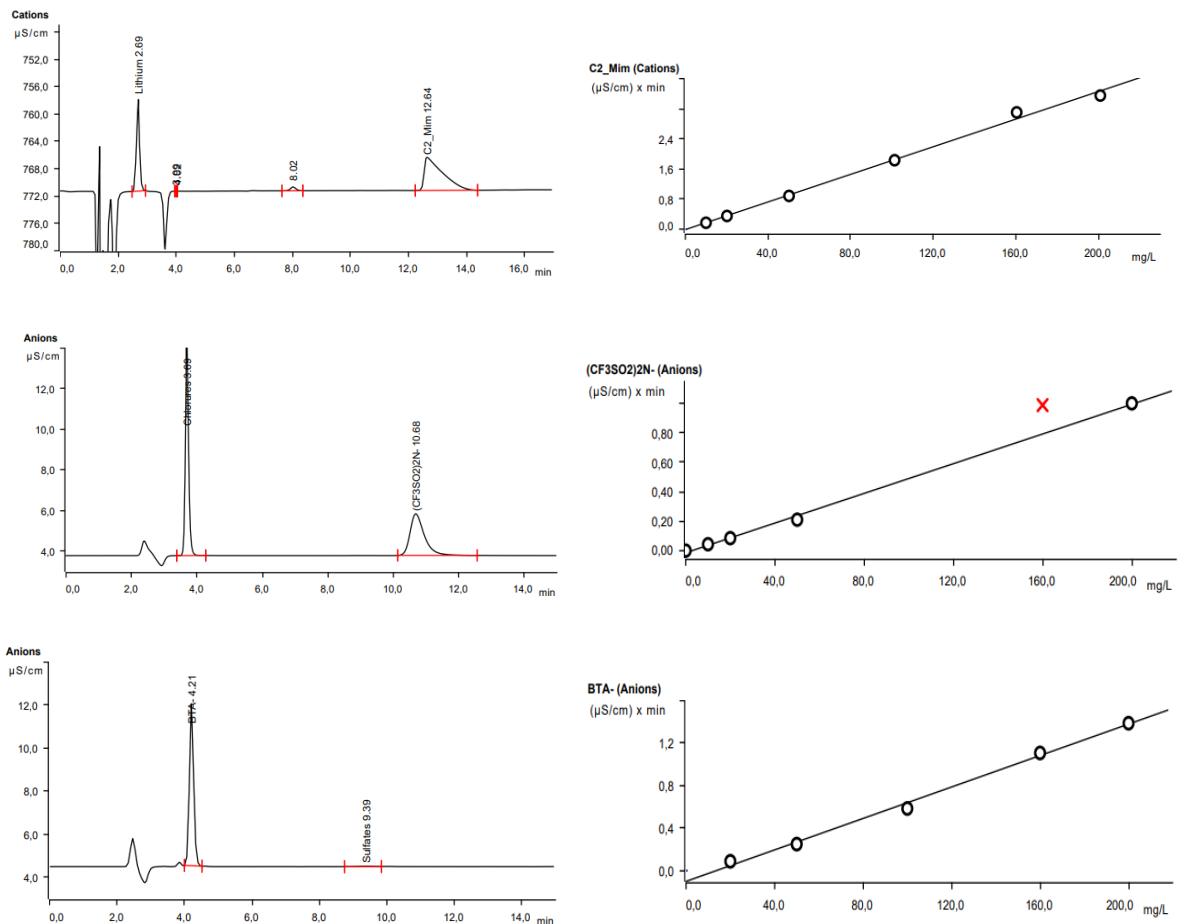 Cations
µS/cm
752,0
756,0
760,0
764,0
768,0
772,0
776,0
780,0
Lithium 2.69
8.02
C2_Mim 12.64
0,0 2,0 4,0 6,0 8,0 10,0 12,0 14,0 16,0 min
C2_Mim (Cations)
(µS/cm) x min
2,4
1,6
0,8
0,0
0,0 40,0 80,0 120,0 160,0 200,0 mg/L
Anions
µS/cm
12,0
10,0
8,0
6,0
4,0
Chlorures 3.69
(CF3SO2)2N- 10.68
0,0 2,0 4,0 6,0 8,0 10,0 12,0 14,0 min
(CF3SO2)2N- (Anions)
(µS/cm) x min
0,80
0,60
0,40
0,20
0,00
0,0 40,0 80,0 120,0 160,0 200,0 mg/L
Anions
µS/cm
12,0
10,0
8,0
6,0
4,0
BTA- 4.21
Sulfates 9.39
0,0 2,0 4,0 6,0 8,0 10,0 12,0 14,0 min
BTA- (Anions)
(µS/cm) x min
1,2
0,8
0,4
0,0
0,0 40,0 80,0 120,0 160,0 200,0 mg/L